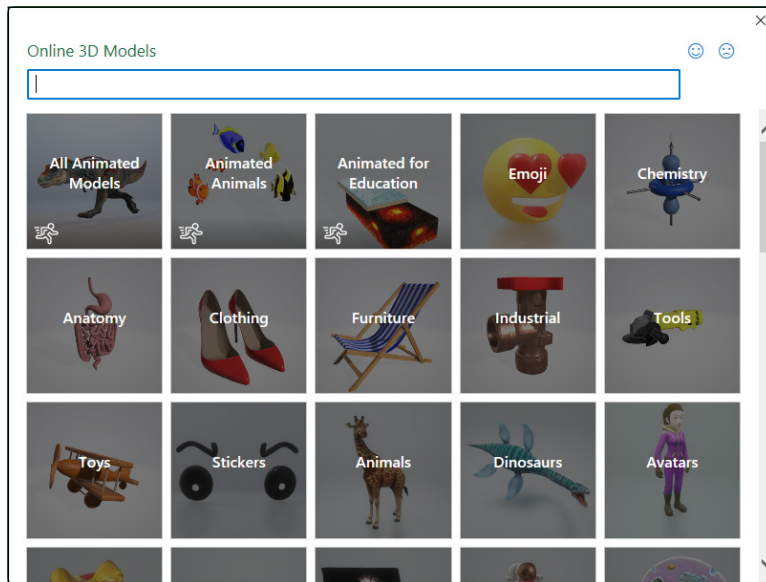 Online 3D Models
All Animated
Models
Animated
Animals
Animated for
Education
Emoji
Chemistry
Anatomy
Clothing
Furniture
Industrial
Tools
Toys
Stickers
Animals
Dinosaurs
Avatars